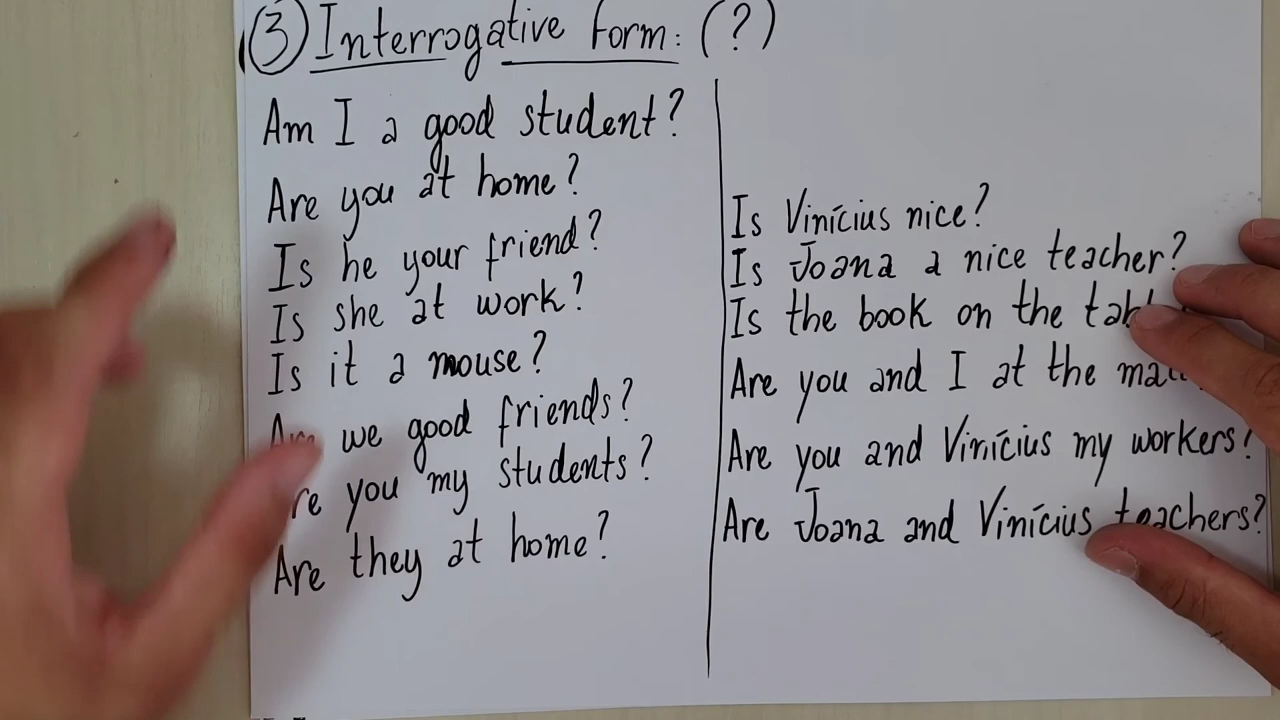 ③ Interrogative form: (?)
Am I a good student?
Are you at home?
Is he your friend?
Is she at work?
Is it a mouse?
we good friends?
you my students?
Are they at home?
Is Vinícius nice?
Is Joana a nice teacher?
Is the book on the
Are you and I at the
Are you and Vinícius my workers?
Are Joana and Vinícius teachers?